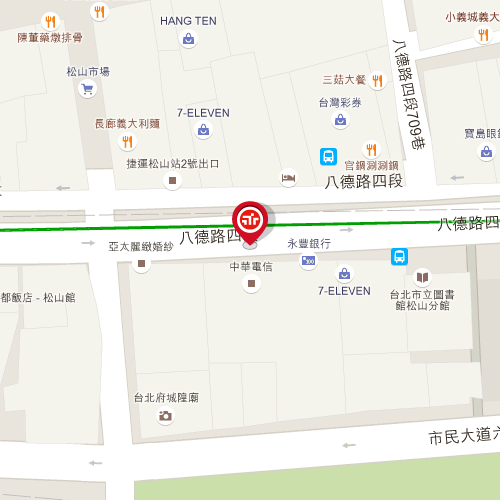 小義城義大
HANG TEN
陳董藥燉排骨
八德路四段709巷
松山市場
三菇大餐
台灣彩券
7-ELEVEN
長廊義大利麵
寶島眼
捷運松山站2號出口
官鍋涮涮鍋
八德路四段
八德路四
八德路四
亞太麗緻婚紗
永豐銀行
中華電信
7-ELEVEN
台北市立圖書
館松山分館
都飯店 - 松山館
台北府城隍廟
市民大道六